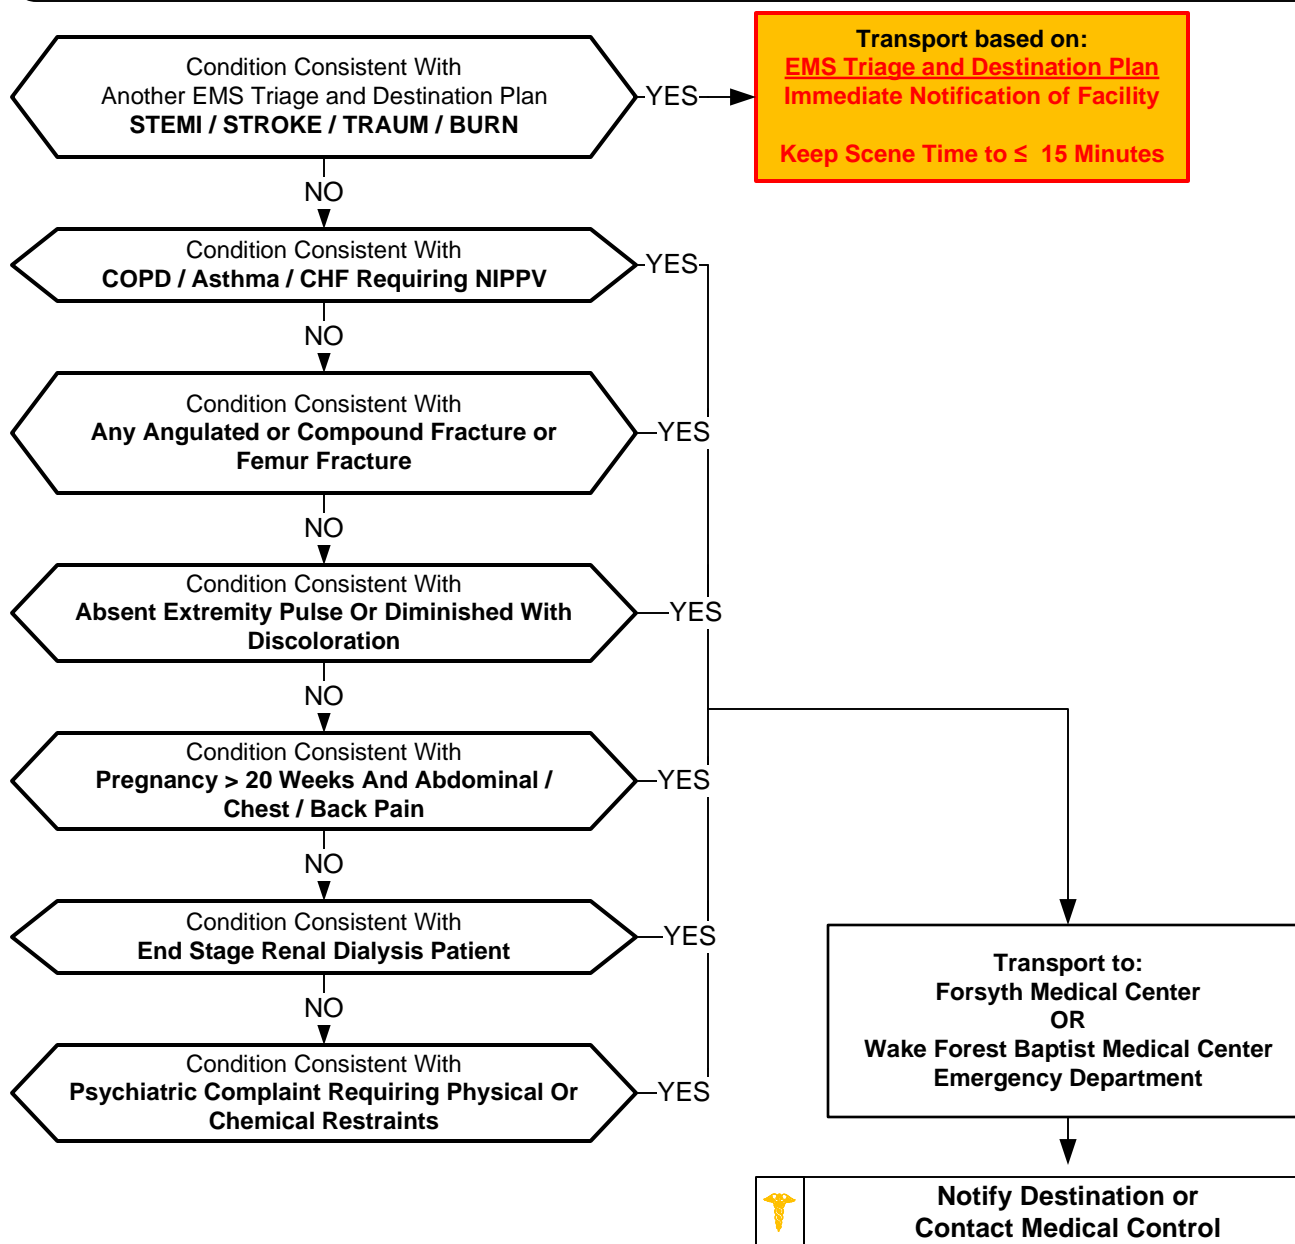 Condition Consistent With
Another EMS Triage and Destination Plan
STEMI / STROKE / TRAUM / BURN
YES
Transport based on:
EMS Triage and Destination Plan
Immediate Notification of Facility
Keep Scene Time to ≤ 15 Minutes
NO
Condition Consistent With
COPD / Asthma / CHF Requiring NIPPV
YES
NO
Condition Consistent With
Any Angulated or Compound Fracture or
Femur Fracture
YES
NO
Condition Consistent With
Absent Extremity Pulse Or Diminished With
Discoloration
YES
NO
Condition Consistent With
Pregnancy > 20 Weeks And Abdominal /
Chest / Back Pain
YES
NO
Condition Consistent With
End Stage Renal Dialysis Patient
YES
NO
Condition Consistent With
Psychiatric Complaint Requiring Physical Or
Chemical Restraints
YES
Transport to:
Forsyth Medical Center
OR
Wake Forest Baptist Medical Center
Emergency Department
Notify Destination or
Contact Medical Control